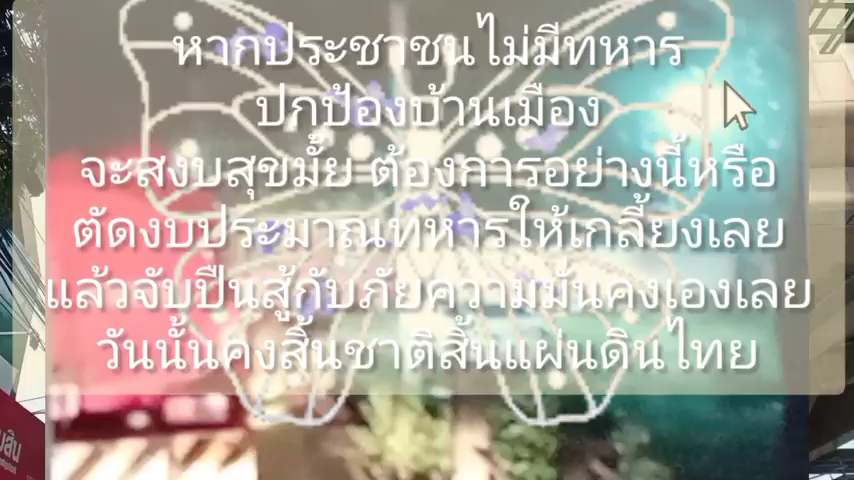 หากประชาชนไม่มีทหาร
ปกป้องบ้านเมือง
จะสงบสุขมั้ย ต้องการอย่างนี้หรือ
ตัดงบประมาณทหารให้เกลี้ยงเลย
แล้วจับปืนสู้กับภัยความมั่นคงเองเลย
วันนั้นคงสิ้นชาติสิ้นแผ่นดินไทย